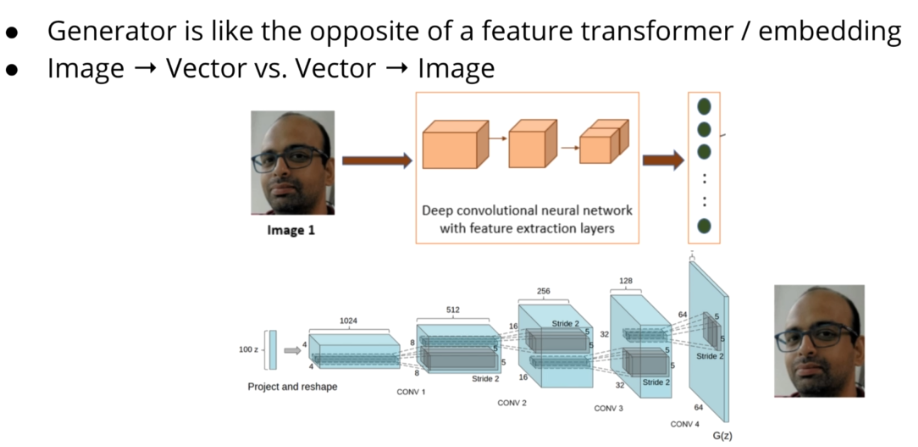 ● Generator is like the opposite of a feature transformer / embedding
● Image → Vector vs. Vector → Image
Image 1
Deep convolutional neural network
with feature extraction layers
100 z
Project and reshape
1024
4
4
512
8
8
5
5
Stride 2
CONV 1
256
16
16
Stride 2
5
5
CONV 2
128
32
32
5
5
Stride 2
CONV 3
64
64
5
5
Stride 2
CONV 4
G(z)